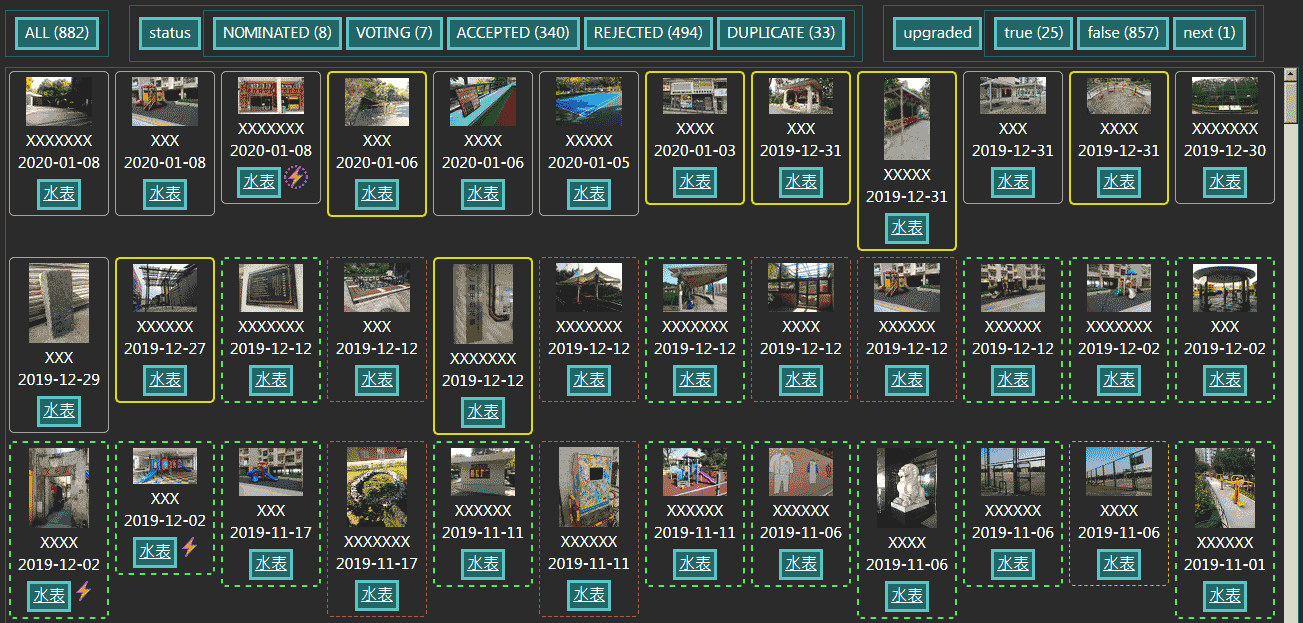 ALL (882)
status
NOMINATED (8)
VOTING (7)
ACCEPTED (340)
REJECTED (494)
DUPLICATE (33)
upgraded
true (25)
false (857)
next (1)
XXXXXXX
2020-01-08
水表
XXX
2020-01-08
水表
XXXXXXX
2020-01-08
水表
XXX
2020-01-06
水表
XXXX
2020-01-06
水表
XXXXX
2020-01-05
水表
XXXX
2020-01-03
水表
XXX
2019-12-31
水表
XXXXX
2019-12-31
水表
XXX
2019-12-31
水表
XXXX
2019-12-31
水表
XXXXXXX
2019-12-30
水表
XXX
2019-12-29
水表
XXXXXX
2019-12-27
水表
XXXXXXX
2019-12-12
水表
XXX
2019-12-12
水表
XXXXXXX
2019-12-12
水表
XXXXXX
2019-12-12
水表
XXXXXXX
2019-12-12
水表
XXXX
2019-12-12
水表
XXXXXX
2019-12-12
水表
XXXXXX
2019-12-12
水表
XXXXXXX
2019-12-02
水表
XXX
2019-12-02
水表
XXXX
2019-12-02
水表
XXX
2019-12-02
水表
XXX
2019-11-17
水表
XXXXXXX
2019-11-17
水表
XXXXXX
2019-11-11
水表
XXXXXX
2019-11-11
水表
XXXXXX
2019-11-11
水表
XXXXXX
2019-11-06
水表
XXXX
2019-11-06
水表
XXXXXX
2019-11-06
水表
XXXX
2019-11-06
水表
XXXXXX
2019-11-01
水表